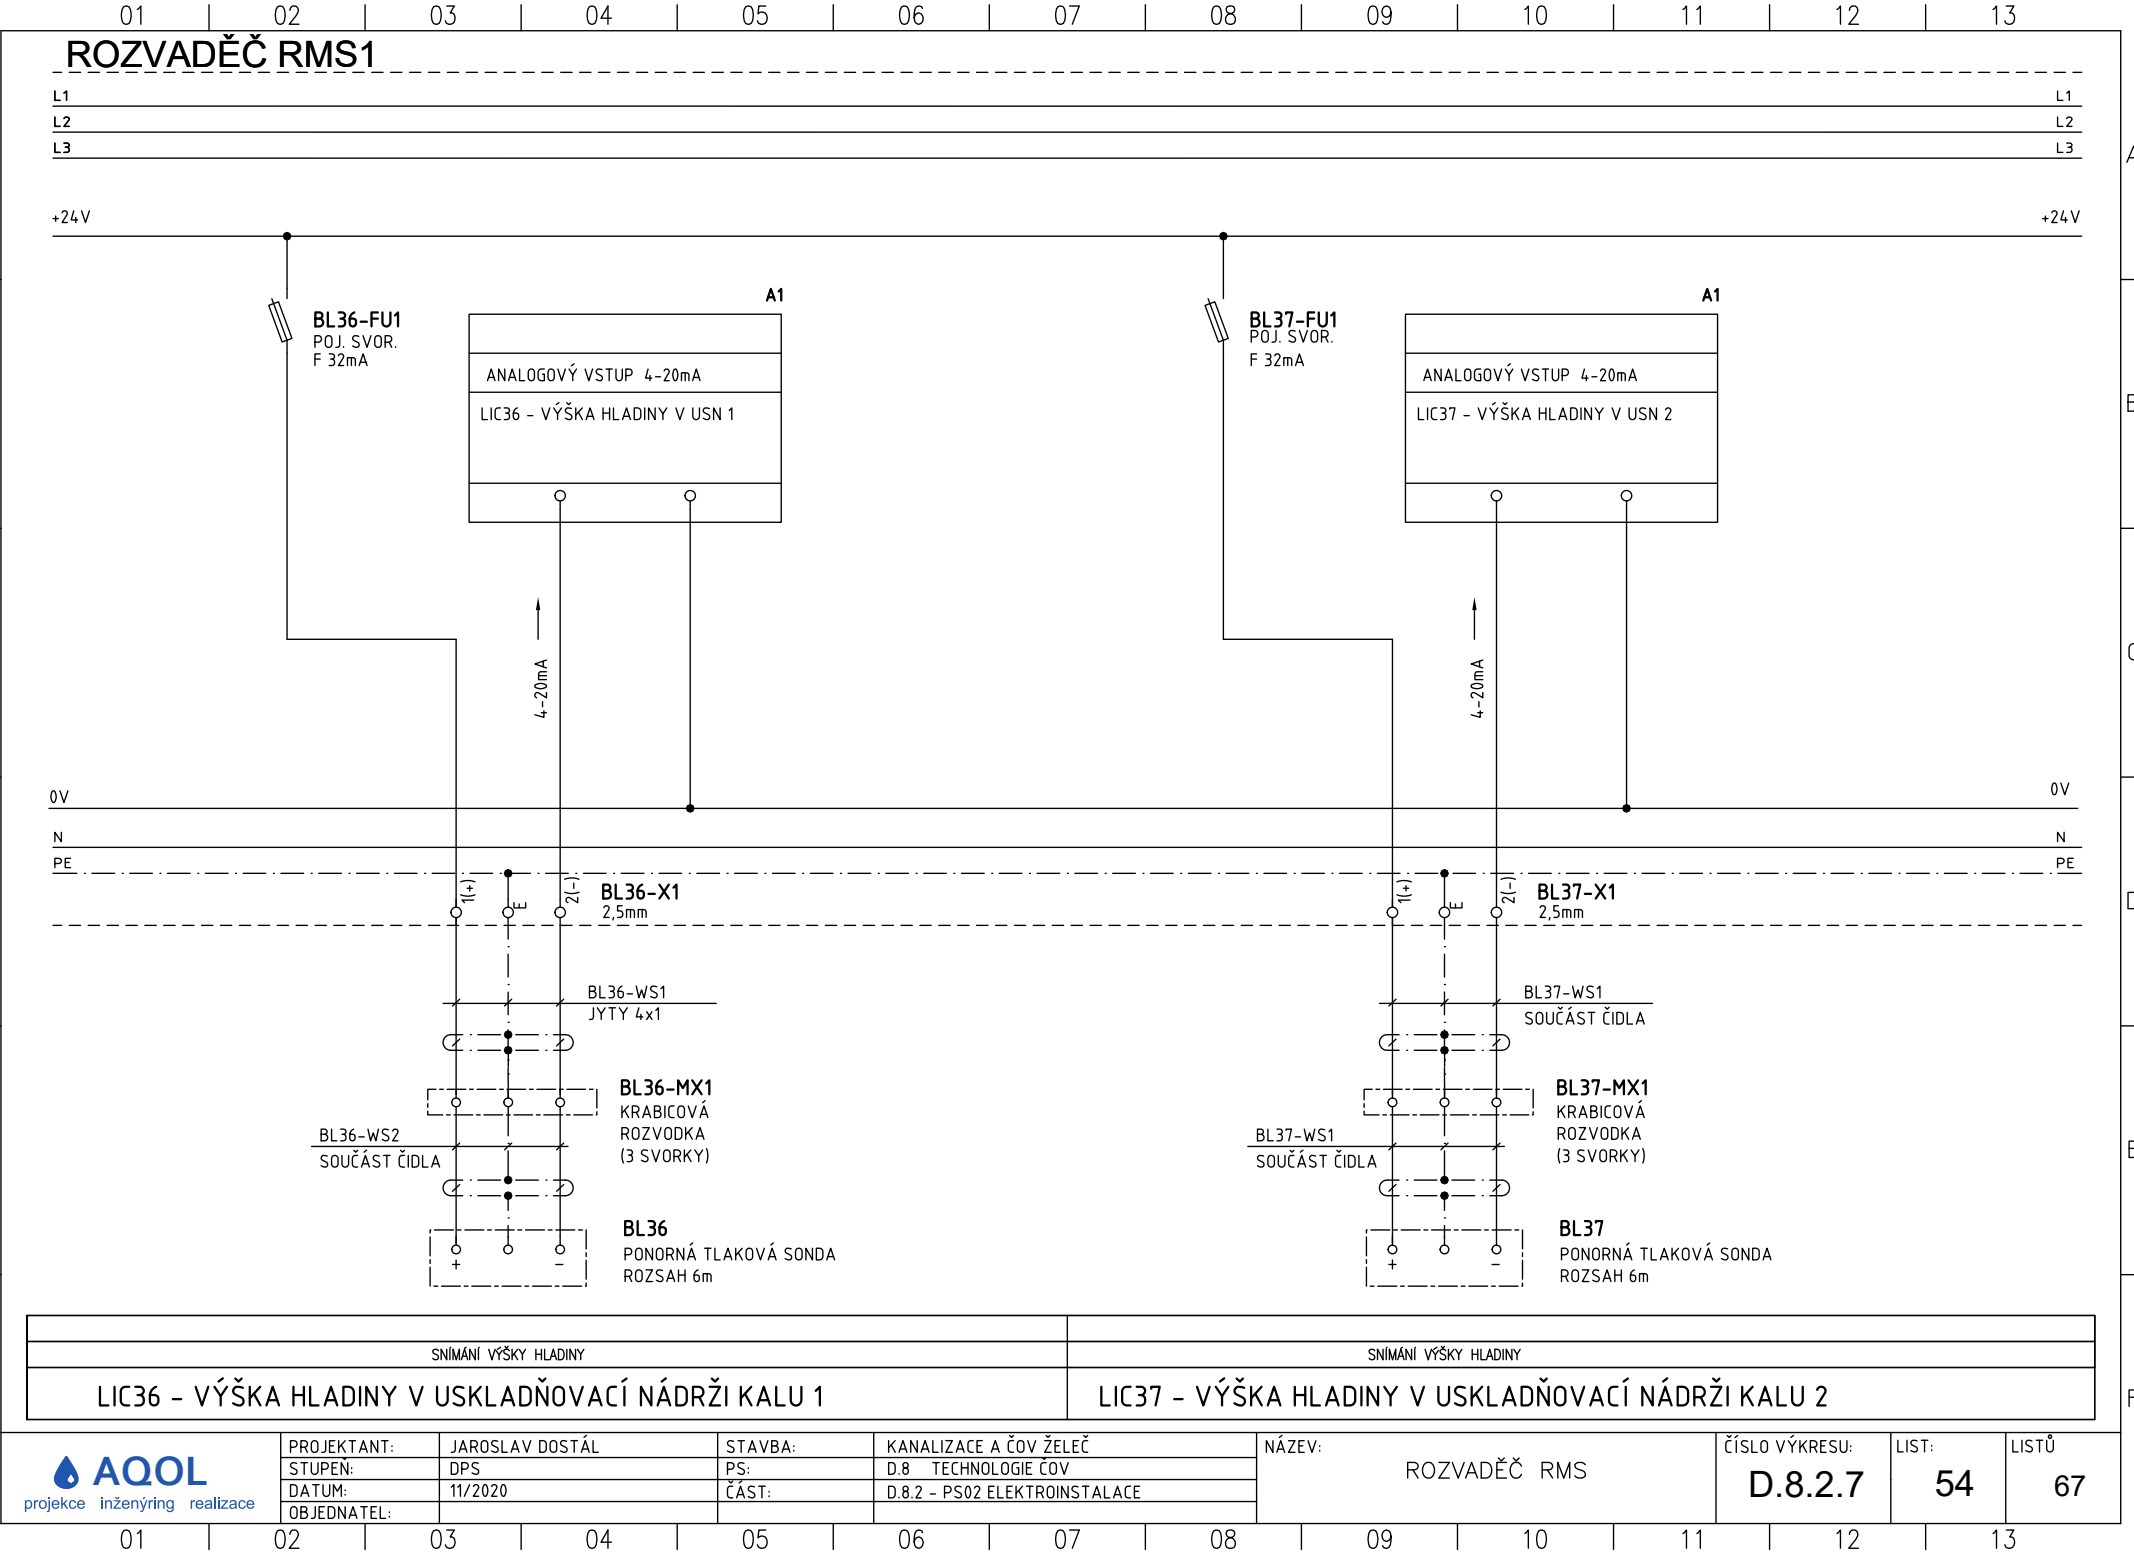 01 02 03 04 05 06 07 08 09 10 11 12 13
ROZVADĚČ RMS1
L1 L1
L2 L2
L3 L3
A
+24V +24V
A1 A1
BL36-FU1
POJ. SVOR.
F 32mA
ANALOGOVÝ VSTUP 4-20mA
LIC36 - VÝŠKA HLADINY V USN 1
BL37-FU1
POJ. SVOR.
F 32mA
ANALOGOVÝ VSTUP 4-20mA
LIC37 - VÝŠKA HLADINY V USN 2
B
4-20mA
4-20mA
C
0V 0V
N N
PE PE
1(+) E 2(-)
BL36-X1
2,5mm
1(+) E 2(-)
BL37-X1
2,5mm
D
BL36-WS1
JYTY 4x1
BL37-WS1
SOUČÁST ČIDLA
BL36-MX1
KRABICOVÁ
ROZVODKA
(3 SVORKY)
BL36-WS2
SOUČÁST ČIDLA
BL37-MX1
KRABICOVÁ
ROZVODKA
(3 SVORKY)
BL37-WS1
SOUČÁST ČIDLA
E
BL36
PONORNÁ TLAKOVÁ SONDA
ROZSAH 6m
+ -
BL37
PONORNÁ TLAKOVÁ SONDA
ROZSAH 6m
+ -
SNÍMÁNÍ VÝŠKY HLADINY
SNÍMÁNÍ VÝŠKY HLADINY
LIC36 - VÝŠKA HLADINY V USKLADŇOVACÍ NÁDRŽI KALU 1
LIC37 - VÝŠKA HLADINY V USKLADŇOVACÍ NÁDRŽI KALU 2
F
AQOL
projekce inženýring realizace
PROJEKTANT: JAROSLAV DOSTÁL
STUPEŇ: DPS
DATUM: 11/2020
OBJEDNATEL:
STAVBA: KANALIZACE A ČOV ŽELEČ
PS: D.8 TECHNOLOGIE ČOV
ČÁST: D.8.2 - PS02 ELEKTROINSTALACE
NÁZEV:
ROZVADĚČ RMS
ČÍSLO VÝKRESU:
D.8.2.7
LIST:
54
LISTŮ
67
01 02 03 04 05 06 07 08 09 10 11 12 13